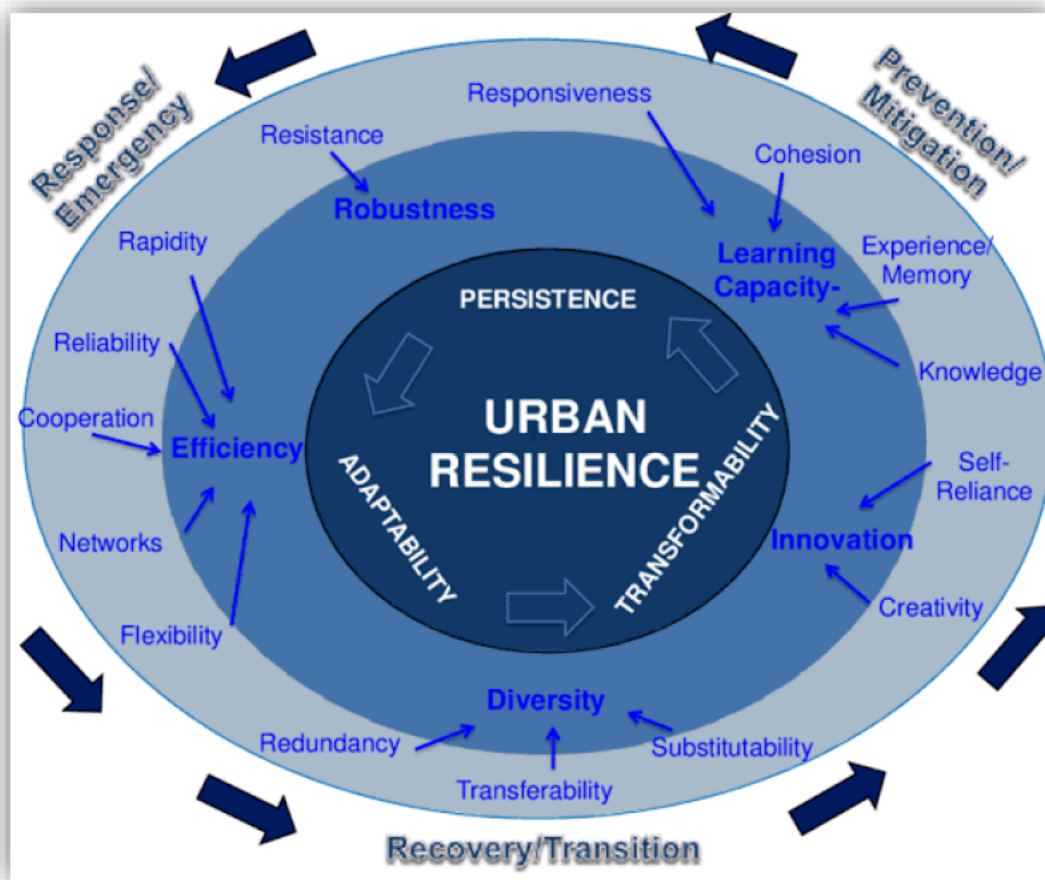 Response/
Emergency
Prevention/
Mitigation
Responsiveness
Resistance
Cohesion
Robustness
Rapidity
Learning
Capacity-
Experience/
Memory
PERSISTENCE
Reliability
Knowledge
Cooperation
Efficiency
URBAN
RESILIENCE
ADAPTABILITY
TRANSFORMABILITY
Self-
Reliance
Networks
Innovation
Flexibility
Creativity
Diversity
Redundancy
Substitutability
Transferability
Recovery/Transition